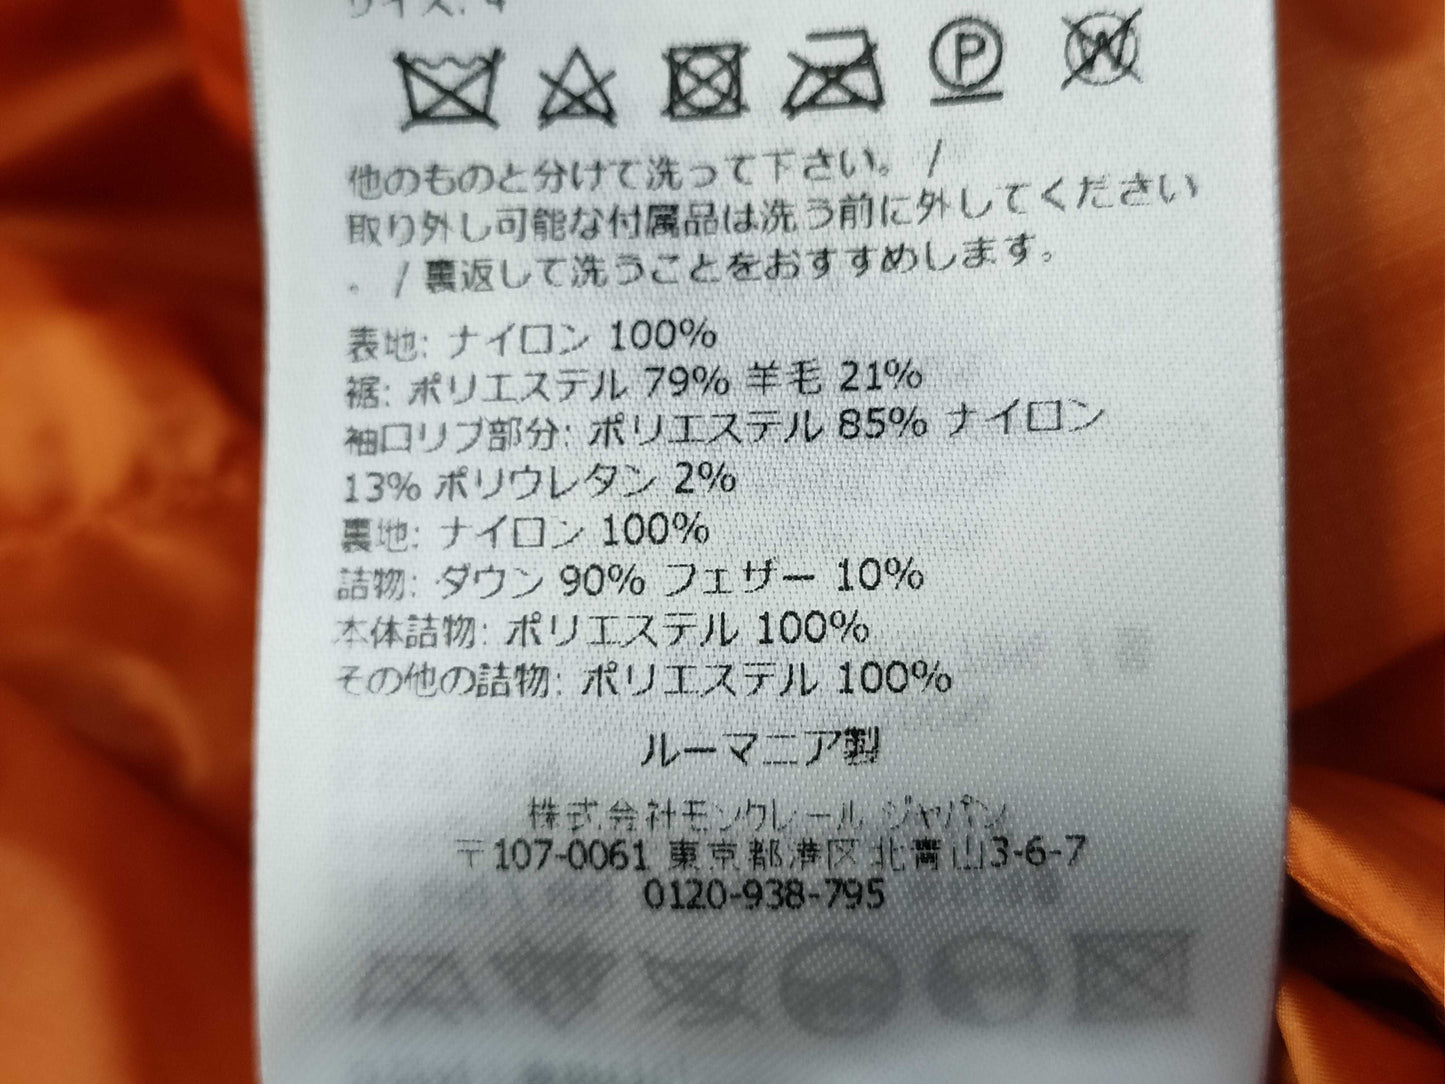 サイズ: 4
P
W
他のものと分けて洗って下さい。 /
取り外し可能な付属品は洗う前に外してください
。 / 裏返して洗うことをおすすめします。
表地: ナイロン 100%
裾: ポリエステル 79% 羊毛 21%
袖口リブ部分: ポリエステル 85% ナイロン
13% ポリウレタン 2%
裏地: ナイロン 100%
詰物: ダウン 90% フェザー 10%
本体詰物: ポリエステル 100%
その他の詰物: ポリエステル 100%
ルーマニア製
株式会社モンクレール ジャパン
〒107-0061 東京都港区北青山3-6-7
0120-938-795